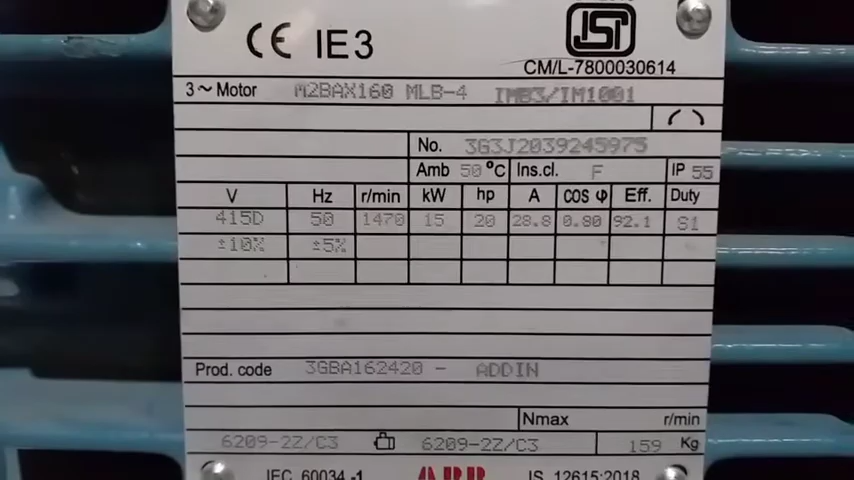 CE IE3
ISI
CM/L-7800030614
3~Motor M2BAX160 MLB-4 IMB3/IM1001
No. 3G3J2039245975
Amb 50 °C Ins.cl. F IP 55
V Hz r/min kW hp A COS φ Eff. Duty
415D 50 1470 15 20 28.8 0.80 92.1 S1
±10% ±5%
Prod. code 3GBA162420 - ADDIN
Nmax r/min
6209-2Z/C3 6209-2Z/C3 159 Kg
IEC 60034 -1 ABB IS 12615:2018